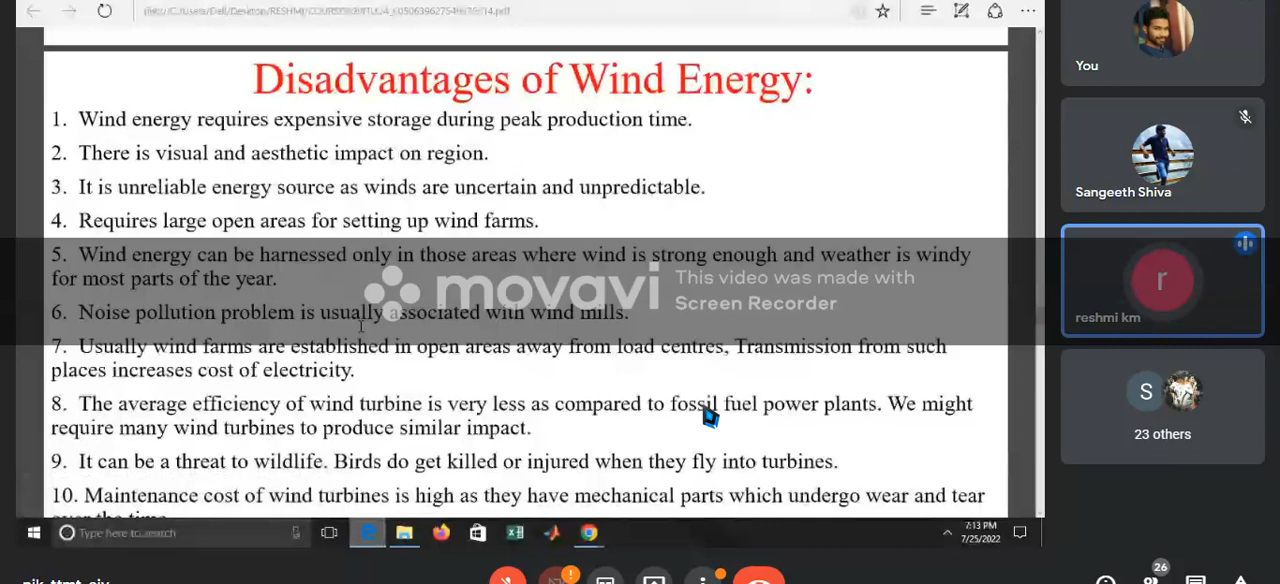 Disadvantages of Wind Energy:
1. Wind energy requires expensive storage during peak production time.
2. There is visual and aesthetic impact on region.
3. It is unreliable energy source as winds are uncertain and unpredictable.
4. Requires large open areas for setting up wind farms.
5. Wind energy can be harnessed only in those areas where wind is strong enough and weather is windy
for most parts of the year.
6. Noise pollution problem is usually associated with wind mills.
7. Usually wind farms are established in open areas away from load centres, Transmission from such
places increases cost of electricity.
8. The average efficiency of wind turbine is very less as compared to fossil fuel power plants. We might
require many wind turbines to produce similar impact.
9. It can be a threat to wildlife. Birds do get killed or injured when they fly into turbines.
10. Maintenance cost of wind turbines is high as they have mechanical parts which undergo wear and tear
over the time
movavi
This video was made with
Screen Recorder
You
Sangeeth Shiva
r
reshmi km
S
23 others
Type here to search
7:13 PM
7/25/2022
26